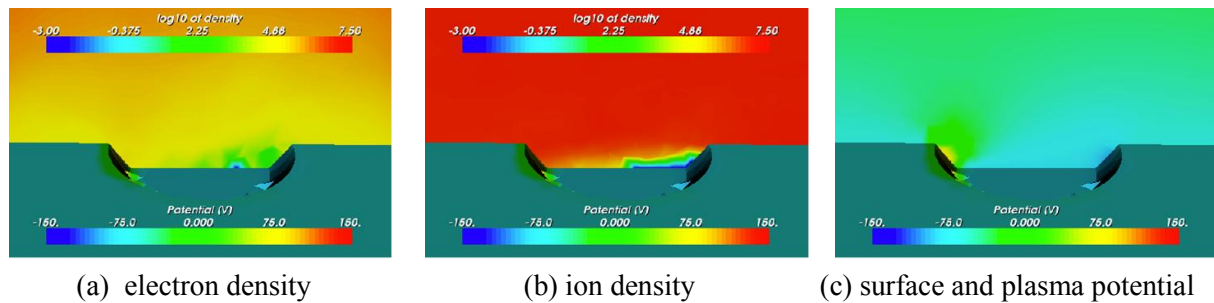 log10 of density
-3.00 -0.375 2.25 4.88 7.50
Potential (V)
-150. -75.0 0.000 75.0 150.
log10 of density
-3.00 -0.375 2.25 4.88 7.50
Potential (V)
-150. -75.0 0.000 75.0 150.
Potential (V)
-150. -75.0 0.000 75.0 150.
(a) electron density
(b) ion density
(c) surface and plasma potential